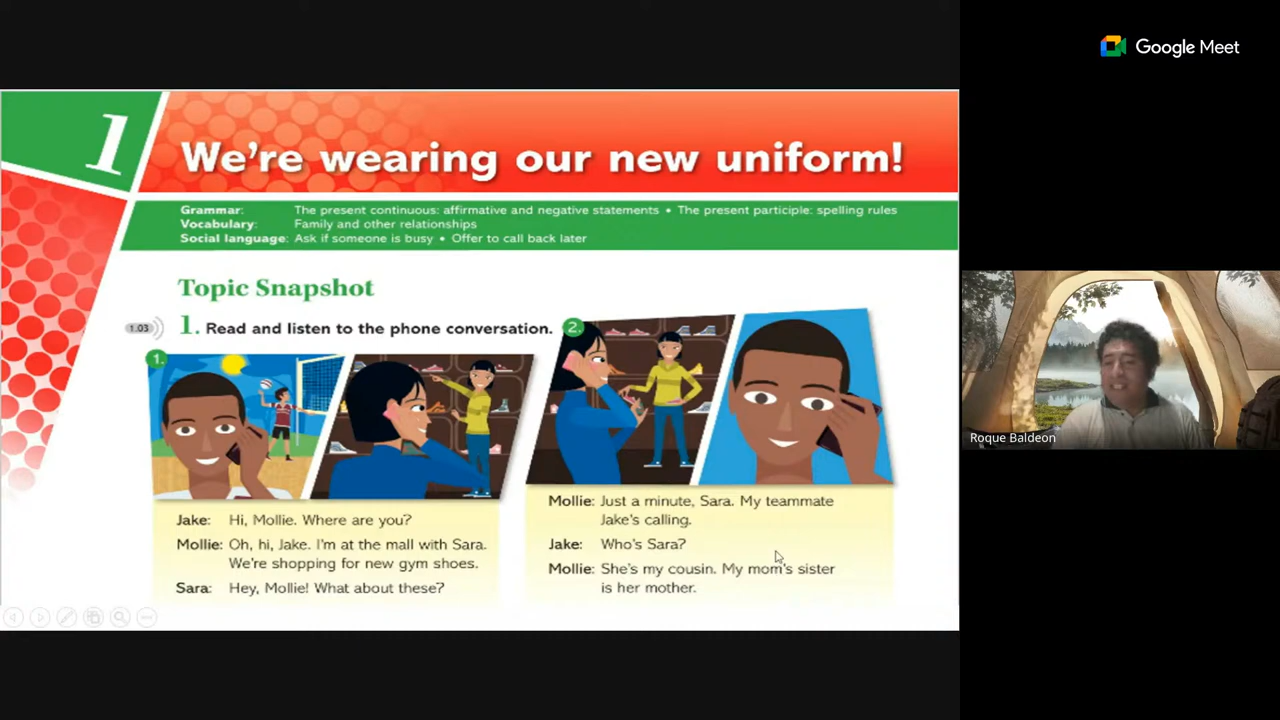 Google Meet
1
We're wearing our new uniform!
Grammar: The present continuous: affirmative and negative statements • The present participle: spelling rules
Vocabulary: Family and other relationships
Social language: Ask if someone is busy • Offer to call back later
Topic Snapshot
1.03 1. Read and listen to the phone conversation.
1.
Jake: Hi, Mollie. Where are you?
Mollie: Oh, hi, Jake. I'm at the mall with Sara.
We're shopping for new gym shoes.
Sara: Hey, Mollie! What about these?
2.
Mollie: Just a minute, Sara. My teammate
Jake's calling.
Jake: Who's Sara?
Mollie: She's my cousin. My mom's sister
is her mother.
Roque Baldeon